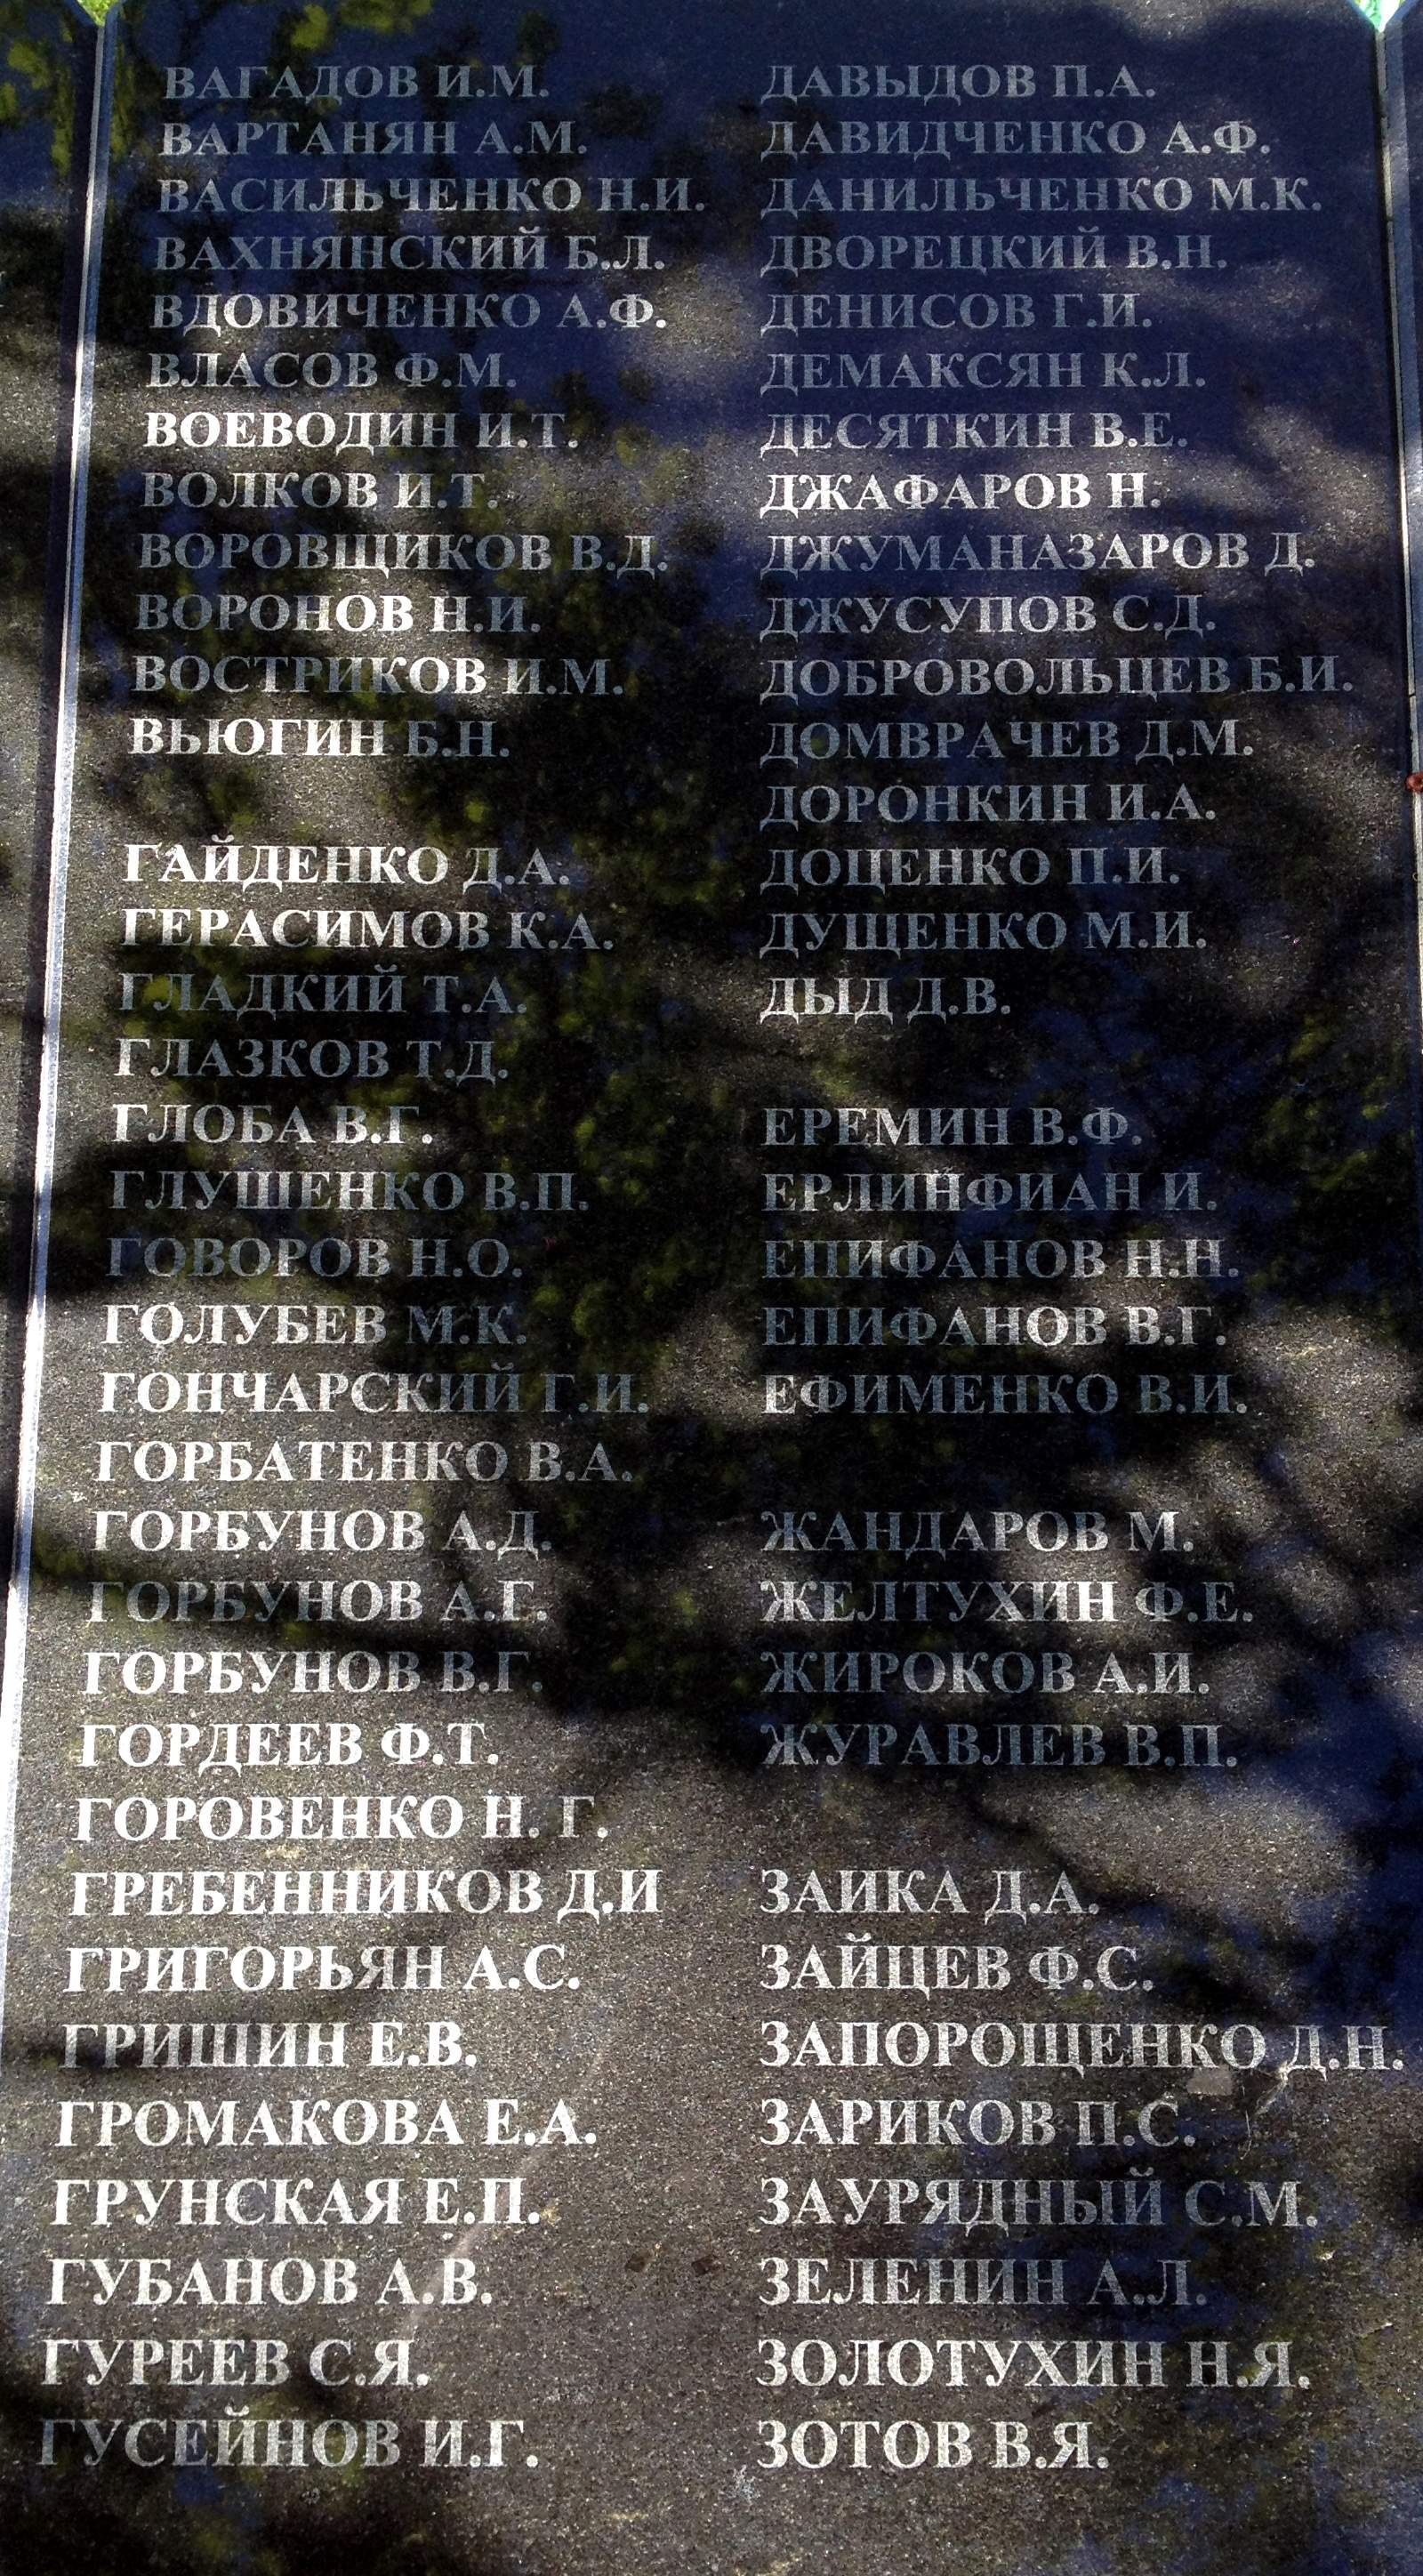 ВАГАДОВ И.М.
ВАРТАНЯН А.М.
ВАСИЛЬЧЕНКО Н.И.
ВАХНЯНСКИЙ Б.Л.
ВДОВИЧЕНКО А.Ф.
ВЛАСОВ Ф.М.
ВОЕВОДИН И.Т.
ВОЛКОВ И.Т.
ВОРОВЩИКОВ В.Д.
ВОРОНОВ Н.И.
ВОСТРИКОВ И.М.
ВЬЮГИН Б.Н.
ГАЙДЕНКО Д.А.
ГЕРАСИМОВ К.А.
ГЛАДКИЙ Т.А.
ГЛАЗКОВ Т.Д.
ГЛОБА В.Г.
ГЛУШЕНКО В.П.
ГОВОРОВ Н.О.
ГОЛУБЕВ М.К.
ГОНЧАРСКИЙ Г.И.
ГОРБАТЕНКО В.А.
ГОРБУНОВ А.Д.
ГОРБУНОВ А.Г.
ГОРБУНОВ В.Г.
ГОРДЕЕВ Ф.Т.
ГОРОВЕНКО Н. Г.
ГРЕБЕННИКОВ Д.И
ГРИГОРЬЯН А.С.
ГРИШИН Е.В.
ГРОМАКОВА Е.А.
ГРУНСКАЯ Е.П.
ГУБАНОВ А.В.
ГУРЕЕВ С.Я.
ГУСЕЙНОВ И.Г.
ДАВЫДОВ П.А.
ДАВИДЧЕНКО А.Ф.
ДАНИЛЬЧЕНКО М.К.
ДВОРЕЦКИЙ В.Н.
ДЕНИСОВ Г.И.
ДЕМАКСЯН К.Л.
ДЕСЯТКИН В.Е.
ДЖАФАРОВ Н.
ДЖУМАНАЗАРОВ Д.
ДЖУСУПОВ С.Д.
ДОБРОВОЛЬЦЕВ Б.И.
ДОМВРАЧЕВ Д.М.
ДОРОНКИН И.А.
ДОЦЕНКО П.И.
ДУЩЕНКО М.И.
ДЫД Д.В.
ЕРЕМИН В.Ф.
ЕРЛИНФИАН И.
ЕПИФАНОВ Н.Н.
ЕПИФАНОВ В.Г.
ЕФИМЕНКО В.И.
ЖАНДАРОВ М.
ЖЕЛТУХИН Ф.Е.
ЖИРОКОВ А.И.
ЖУРАВЛЕВ В.П.
ЗАИКА Д.А.
ЗАЙЦЕВ Ф.С.
ЗАПОРОЩЕНКО Д.Н.
ЗАРИКОВ П.С.
ЗАУРЯДНЫЙ С.М.
ЗЕЛЕНИН А.Л.
ЗОЛОТУХИН Н.Я.
ЗОТОВ В.Я.